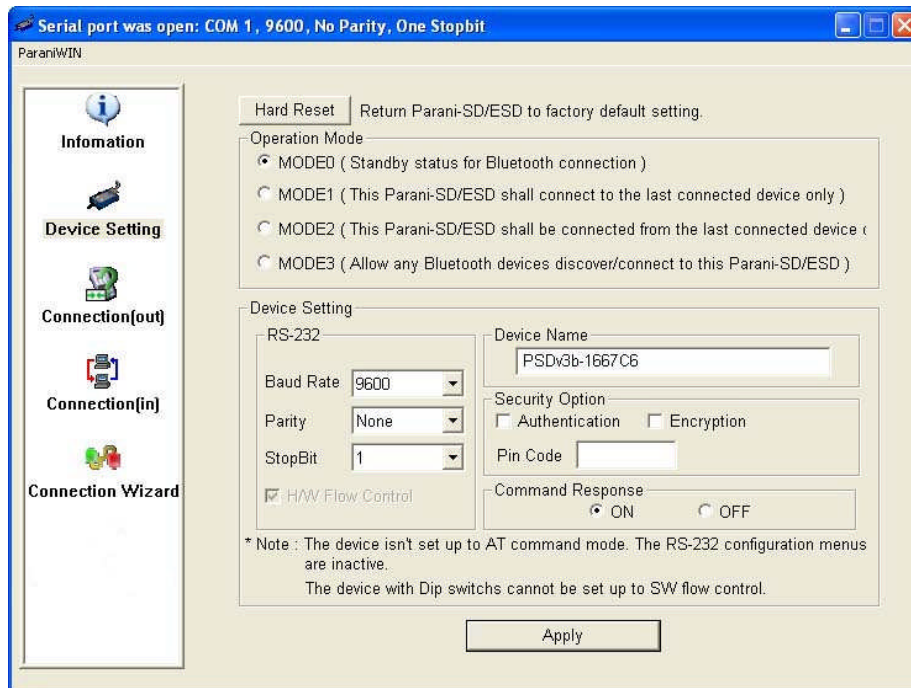 Serial port was open: COM 1, 9600, No Parity, One Stopbit
ParaniWIN
Infomation
Device Setting
Connection(out)
Connection(in)
Connection Wizard
Hard Reset Return Parani-SD/ESD to factory default setting.
Operation Mode
MODE0 ( Standby status for Bluetooth connection )
MODE1 ( This Parani-SD/ESD shall connect to the last connected device only )
MODE2 ( This Parani-SD/ESD shall be connected from the last connected device
MODE3 ( Allow any Bluetooth devices discover/connect to this Parani-SD/ESD )
Device Setting
RS-232
Baud Rate 9600
Parity None
StopBit 1
H/W Flow Control
Device Name
PSDv3b-1667C6
Security Option
Authentication Encryption
Pin Code
Command Response
ON OFF
* Note : The device isn't set up to AT command mode. The RS-232 configuration menus
are inactive.
The device with Dip switchs cannot be set up to SW flow control.
Apply